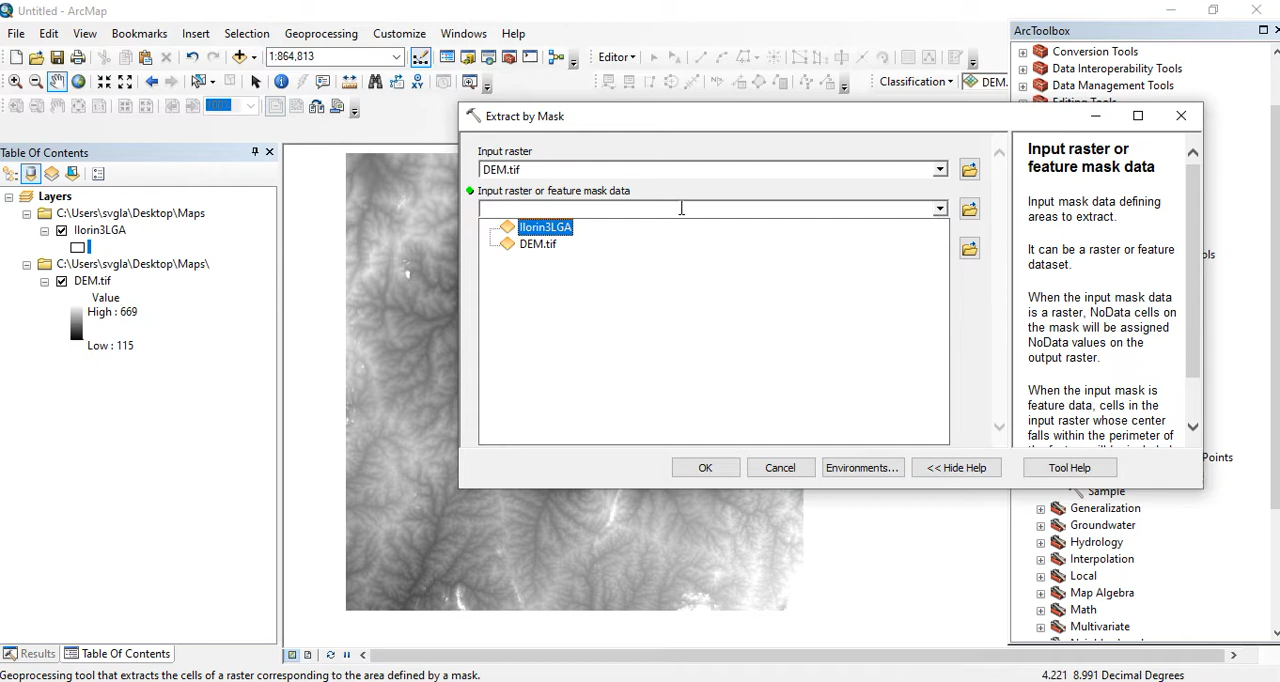 Untitled - ArcMap
File Edit View Bookmarks Insert Selection Geoprocessing Customize Windows Help
1:864,813 Editor
Classification DEM.
100%
Table Of Contents
Layers
C:\Users\svgla\Desktop\Maps
Ilorin3LGA
C:\Users\svgla\Desktop\Maps\
DEM.tif
Value
High : 669
Low : 115
Results Table Of Contents
Extract by Mask
Input raster
DEM.tif
Input raster or feature mask data
Ilorin3LGA
DEM.tif
OK Cancel Environments... << Hide Help Tool Help
Input raster or
feature mask data
Input mask data defining
areas to extract.
It can be a raster or feature
dataset.
When the input mask data
is a raster, NoData cells on
the mask will be assigned
NoData values on the
output raster.
When the input mask is
feature data, cells in the
input raster whose center
falls within the perimeter of
ArcToolbox
Conversion Tools
Data Interoperability Tools
Data Management Tools
Editing Tools
ols
Points
Sample
Generalization
Groundwater
Hydrology
Interpolation
Local
Map Algebra
Math
Multivariate
Geoprocessing tool that extracts the cells of a raster corresponding to the area defined by a mask.
4.221 8.991 Decimal Degrees